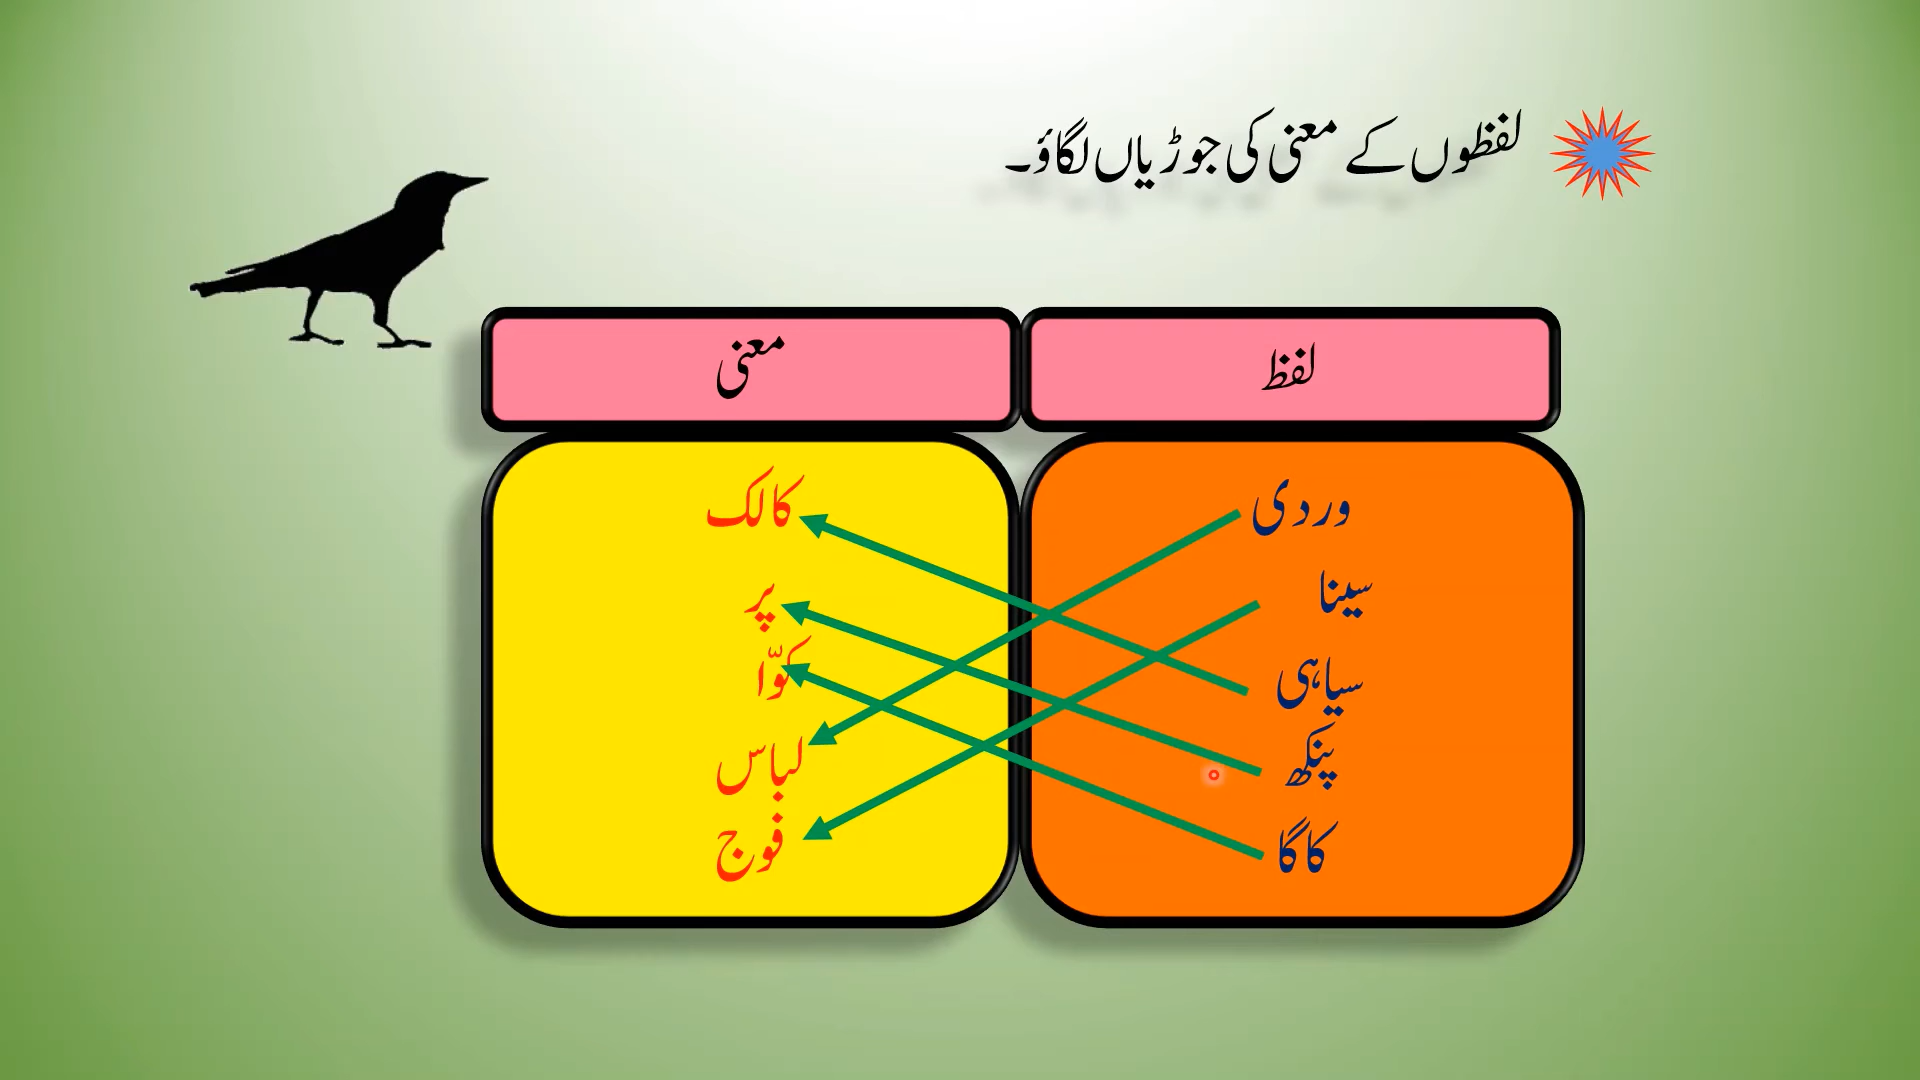 لفظوں کے معنی کی جوڑیاں لگاؤ۔
لفظ
معنی
وردی
سینا
سیاہی
پنکھ
کاگا
کالک
پر
کوّا
لباس
فوج